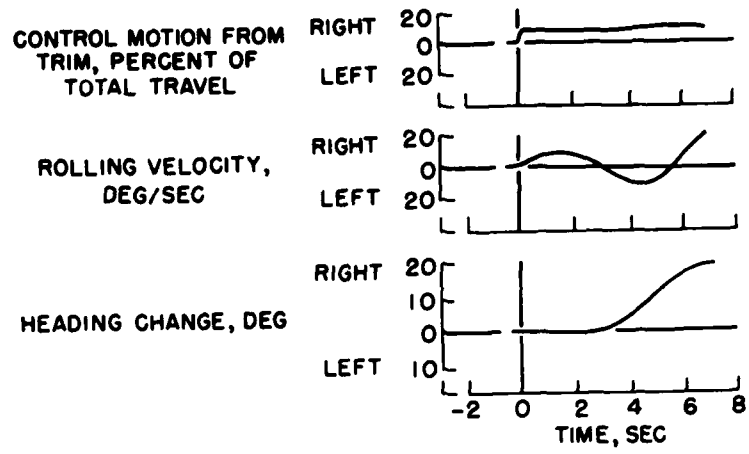 CONTROL MOTION FROM
TRIM, PERCENT OF
TOTAL TRAVEL
RIGHT 20
0
LEFT 20
ROLLING VELOCITY,
DEG/SEC
RIGHT 20
0
LEFT 20
HEADING CHANGE, DEG
RIGHT 20
10
0
LEFT 10
-2 0 2 4 6 8
TIME, SEC